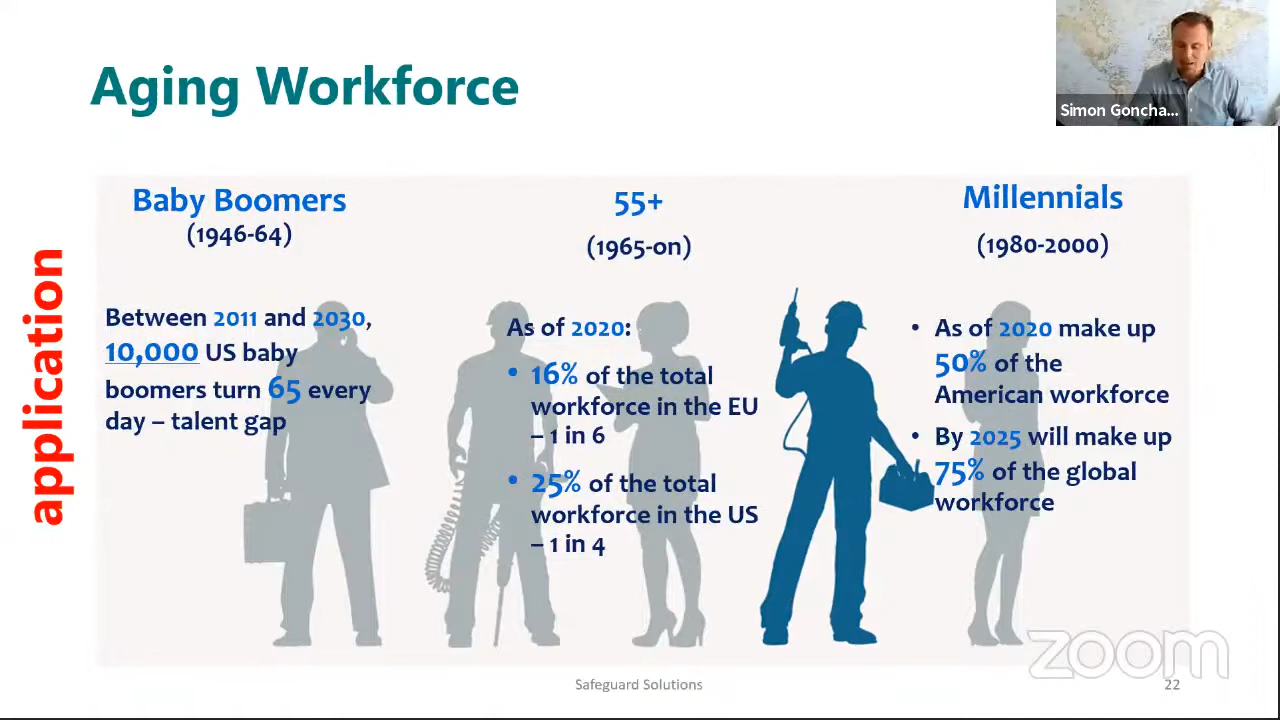 Aging Workforce
Simon Goncha...
application
Baby Boomers
(1946-64)
Between 2011 and 2030,
10,000 US baby
boomers turn 65 every
day – talent gap
55+
(1965-on)
As of 2020:
• 16% of the total
workforce in the EU
– 1 in 6
• 25% of the total
workforce in the US
– 1 in 4
Millennials
(1980-2000)
• As of 2020 make up
50% of the
American workforce
• By 2025 will make up
75% of the global
workforce
zoom
Safeguard Solutions
22